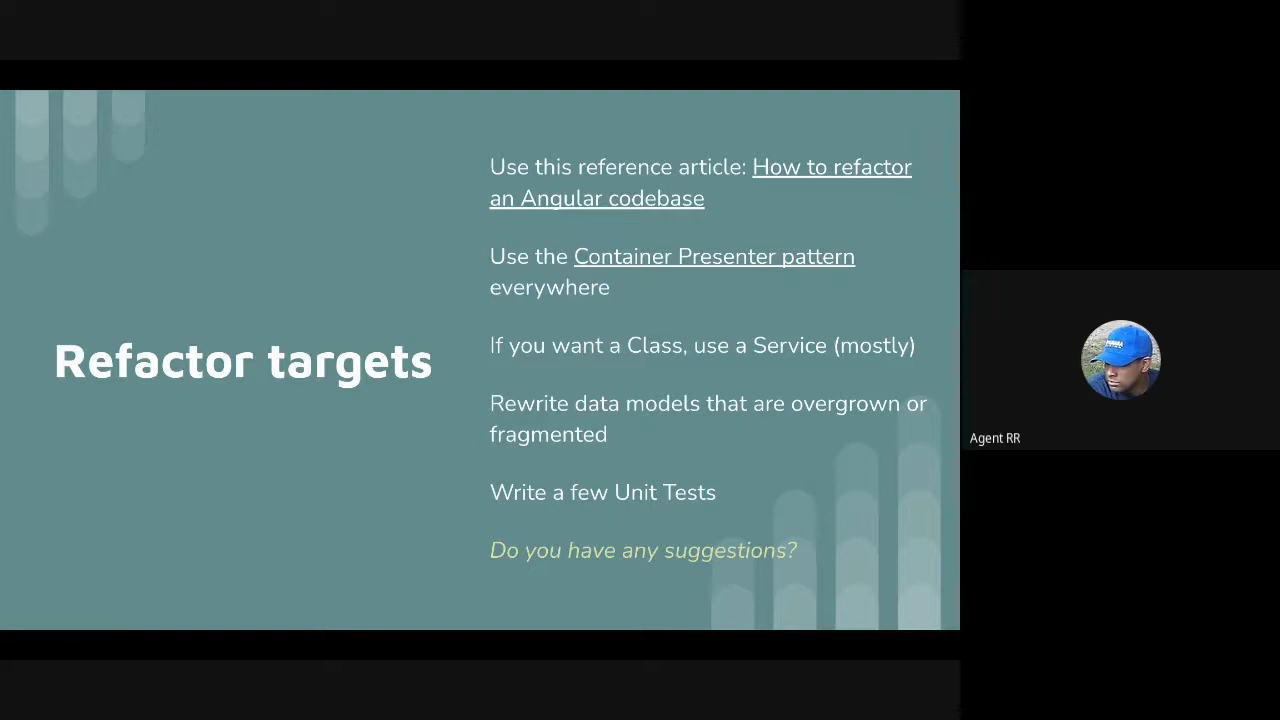 Refactor targets
Use this reference article: How to refactor
an Angular codebase
Use the Container Presenter pattern
everywhere
If you want a Class, use a Service (mostly)
Rewrite data models that are overgrown or
fragmented
Write a few Unit Tests
Do you have any suggestions?
Agent RR